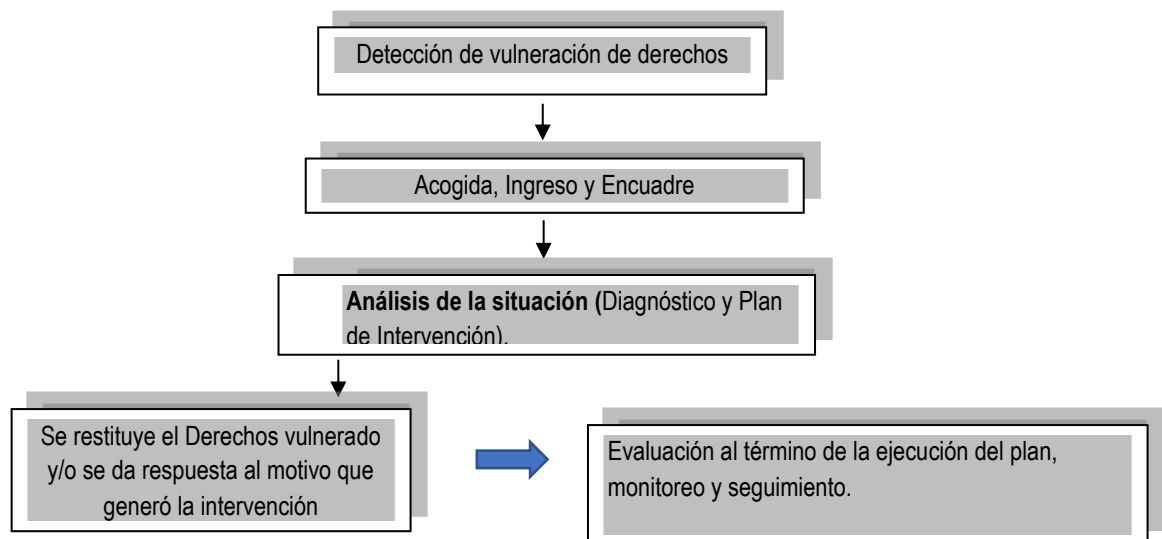 Detección de vulneración de derechos
Acogida, Ingreso y Encuadre
Análisis de la situación (Diagnóstico y Plan
de Intervención).
Se restituye el Derechos vulnerado
y/o se da respuesta al motivo que
generó la intervención
Evaluación al término de la ejecución del plan,
monitoreo y seguimiento.